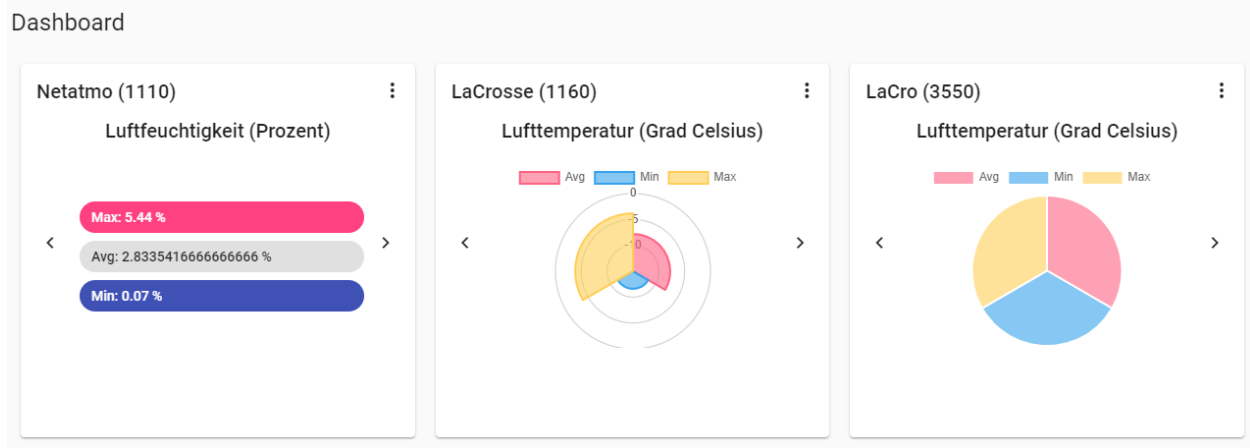 Dashboard
Netatmo (1110)
Luftfeuchtigkeit (Prozent)
Max: 5.44 %
Avg: 2.8335416666666666 %
Min: 0.07 %
LaCrosse (1160)
Lufttemperatur (Grad Celsius)
Avg Min Max
0
-5
-10
LaCro (3550)
Lufttemperatur (Grad Celsius)
Avg Min Max